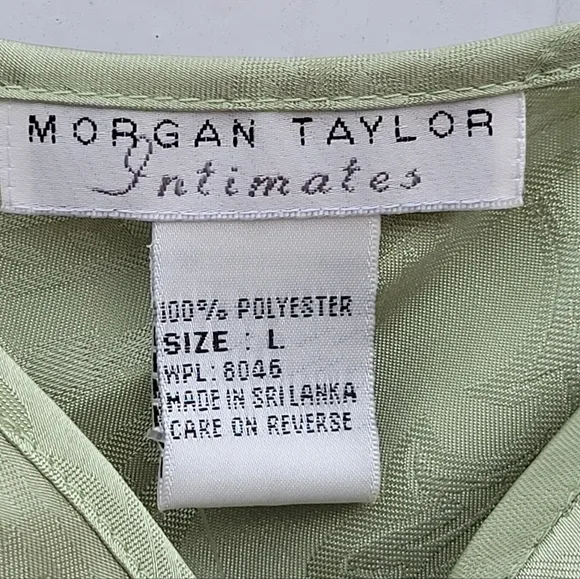 MORGAN TAYLOR
Intimates
100% POLYESTER
SIZE : L
WPL: 8046
MADE IN SRI LANKA
CARE ON REVERSE